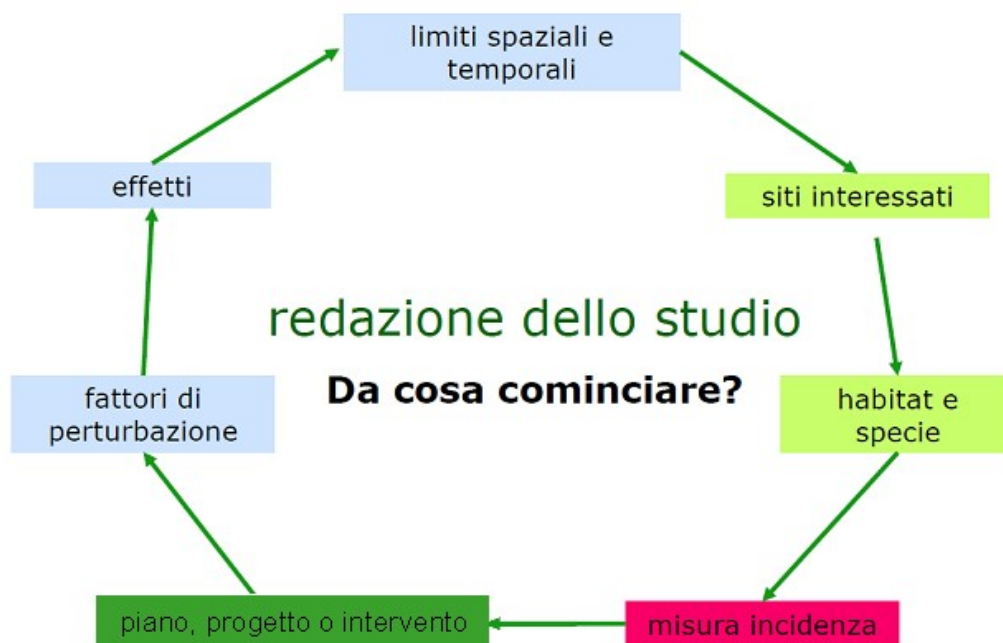 limiti spaziali e
temporali
effetti
siti interessati
redazione dello studio
Da cosa cominciare?
fattori di
perturbazione
habitat e
specie
piano, progetto o intervento
misura incidenza